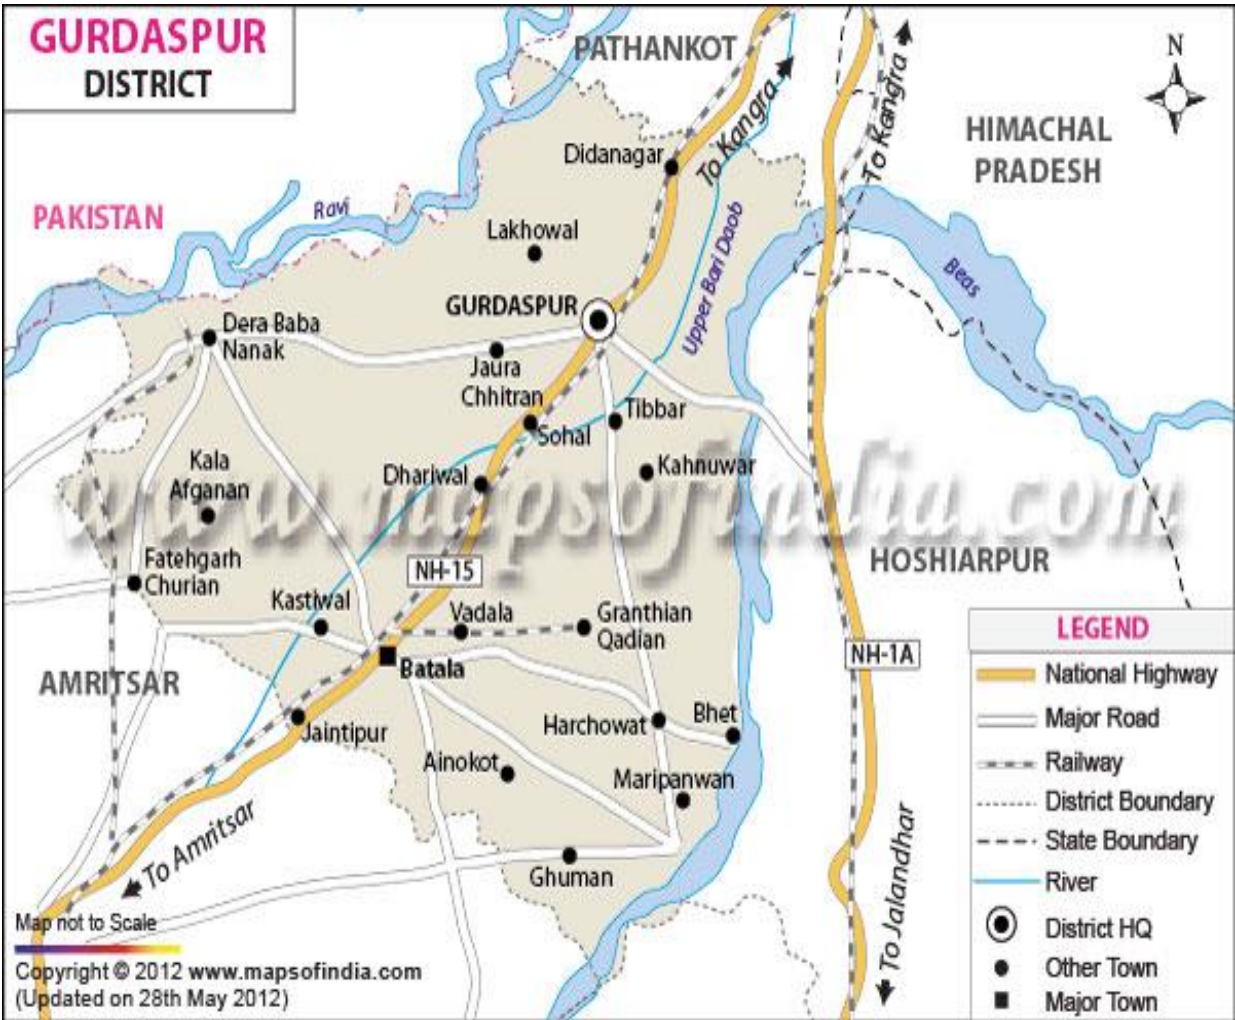 GURDASPUR
DISTRICT
PATHANKOT
N
HIMACHAL
PRADESH
To Kangra
To Kangra
Didanagar
PAKISTAN
Ravi
Lakhowal
Upper Bari Daob
Beas
GURDASPUR
Dera Baba
Nanak
Jaura
Chhitran
Tibbar
Sohal
Kala
Afganan
Dhariwal
Kahnuwar
www.mapsofindia.com
Fatehgarh
Churian
NH-15
HOSHIARPUR
Kastiwal
Vadala
Granthian
Qadian
AMRITSAR
Batala
NH-1A
Jaintipur
Harchowat
Bhet
Ainokot
Maripanwan
To Amritsar
Ghuman
To Jalandhar
LEGEND
National Highway
Major Road
Railway
District Boundary
State Boundary
River
District HQ
Other Town
Major Town
Map not to Scale
Copyright © 2012 www.mapsofindia.com
(Updated on 28th May 2012)